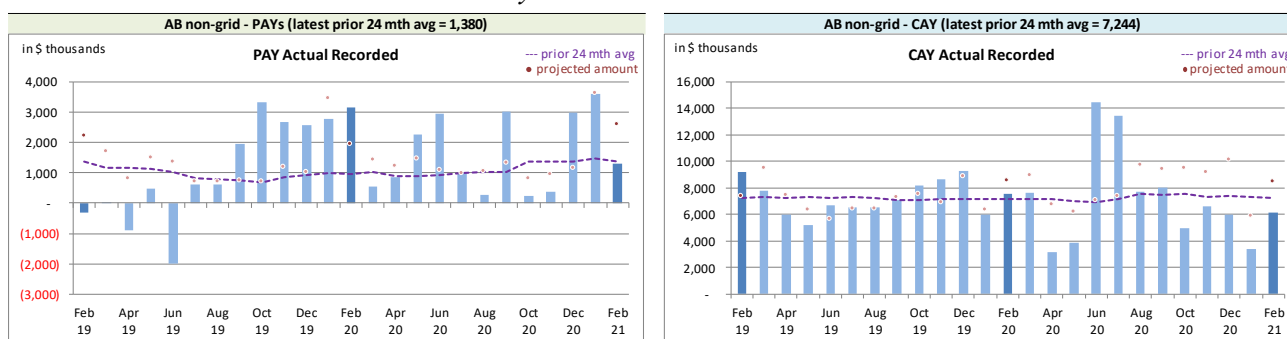 AB non-grid - PAYs (latest prior 24 mth avg = 1,380)
in $ thousands
PAY Actual Recorded
--- prior 24 mth avg
• projected amount
4,000
3,000
2,000
1,000
-
(1,000)
(2,000)
(3,000)
Feb 19 Apr 19 Jun 19 Aug 19 Oct 19 Dec 19 Feb 20 Apr 20 Jun 20 Aug 20 Oct 20 Dec 20 Feb 21
AB non-grid - CAY (latest prior 24 mth avg = 7,244)
in $ thousands
CAY Actual Recorded
--- prior 24 mth avg
• projected amount
16,000
14,000
12,000
10,000
8,000
6,000
4,000
2,000
-
Feb 19 Apr 19 Jun 19 Aug 19 Oct 19 Dec 19 Feb 20 Apr 20 Jun 20 Aug 20 Oct 20 Dec 20 Feb 21